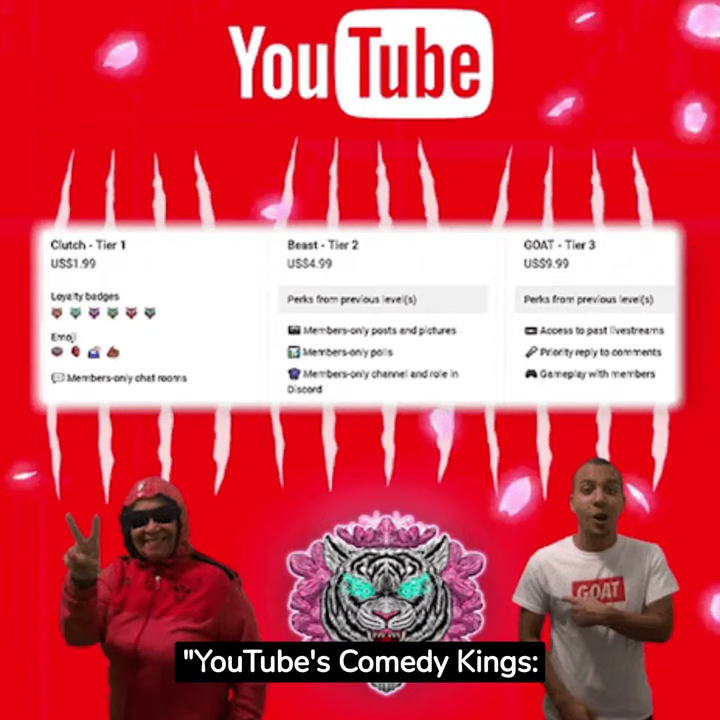 YouTube
Clutch - Tier 1
US$1.99
Loyalty badges
Emoji
Members-only chat rooms
Beast - Tier 2
US$4.99
Perks from previous level(s)
Members-only posts and pictures
Members-only polls
Members-only channel and role in
Discord
GOAT - Tier 3
US$9.99
Perks from previous level(s)
Access to past livestreams
Priority reply to comments
Gameplay with members
GOAT
"YouTube's Comedy Kings: